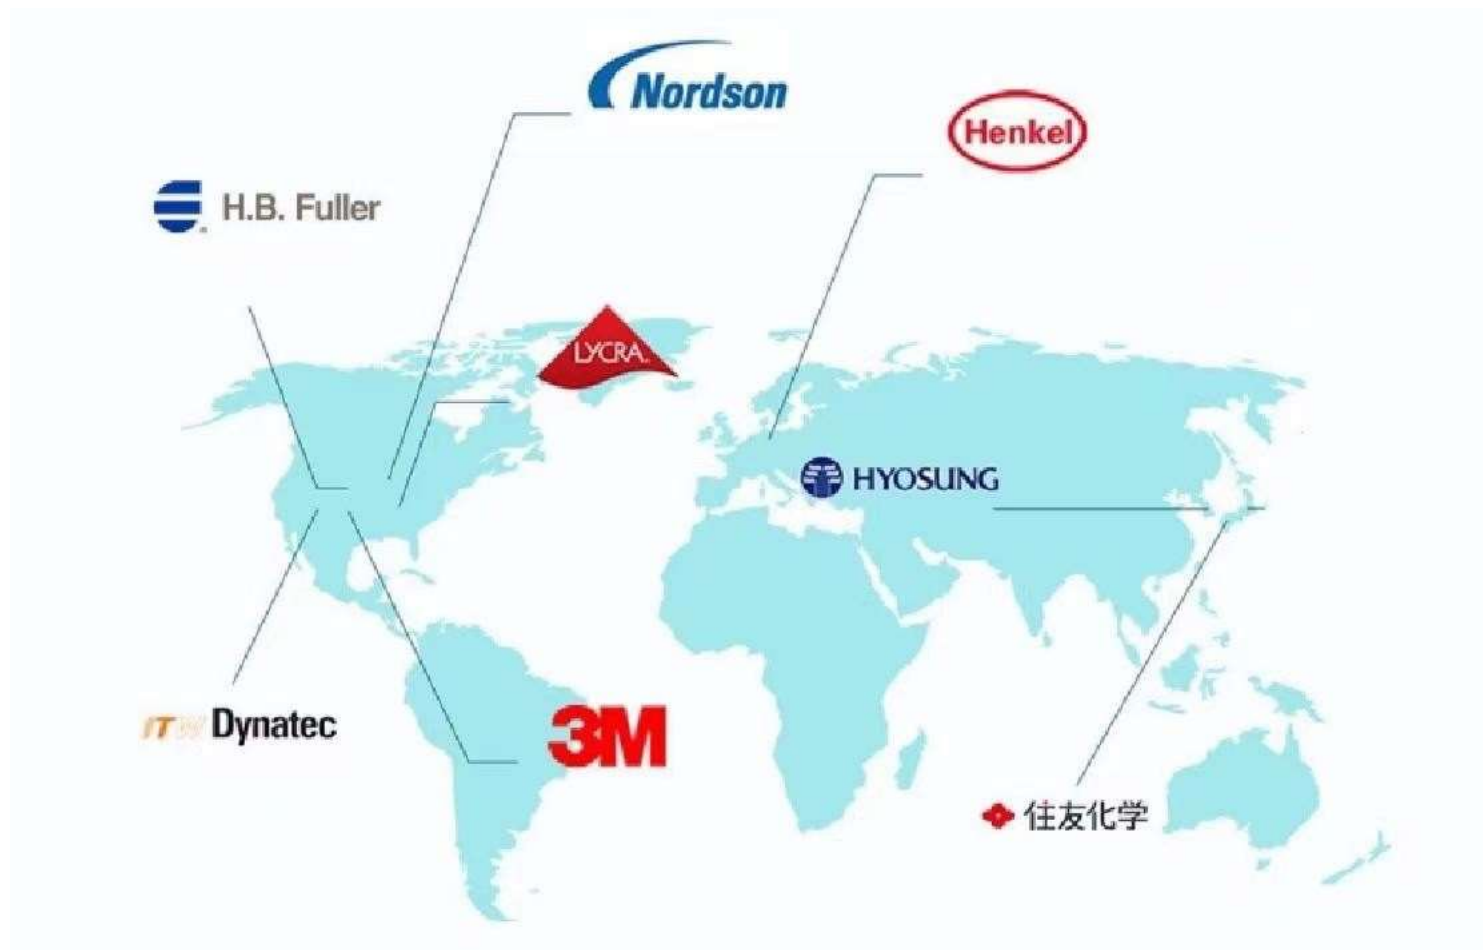 Nordson
Henkel
H.B. Fuller
LYCRA
HYOSUNG
ITW Dynatec
3M
住友化学